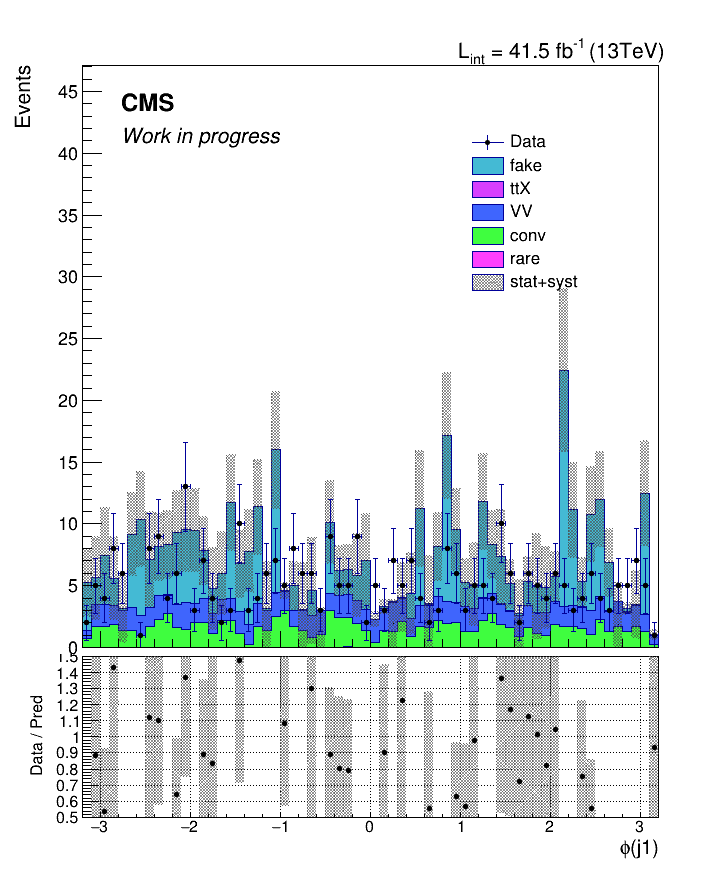 L_int = 41.5 fb^-1 (13TeV)
Events
CMS
Work in progress
Data
fake
ttX
VV
conv
rare
stat+syst
45
40
35
30
25
20
15
10
5
0
Data / Pred
1.5
1.4
1.3
1.2
1.1
1
0.9
0.8
0.7
0.6
0.5
−3 −2 −1 0 1 2 3
ϕ(j1)